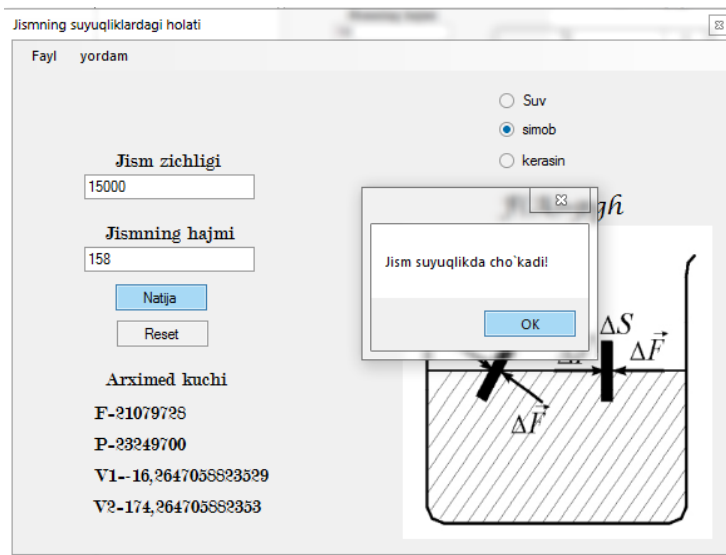 Jismning suyuqliklardagi holati
Fayl yordam
Suv
simob
kerasin
Jism zichligi
15000
Jismning hajmi
158
Natija
Reset
Jism suyuqlikda cho`kadi!
OK
Arximed kuchi
F=21079728
P=23249700
V1=-16,2647058823529
V2=174,264705882353
ΔS
ΔF⃗
ΔF⃗